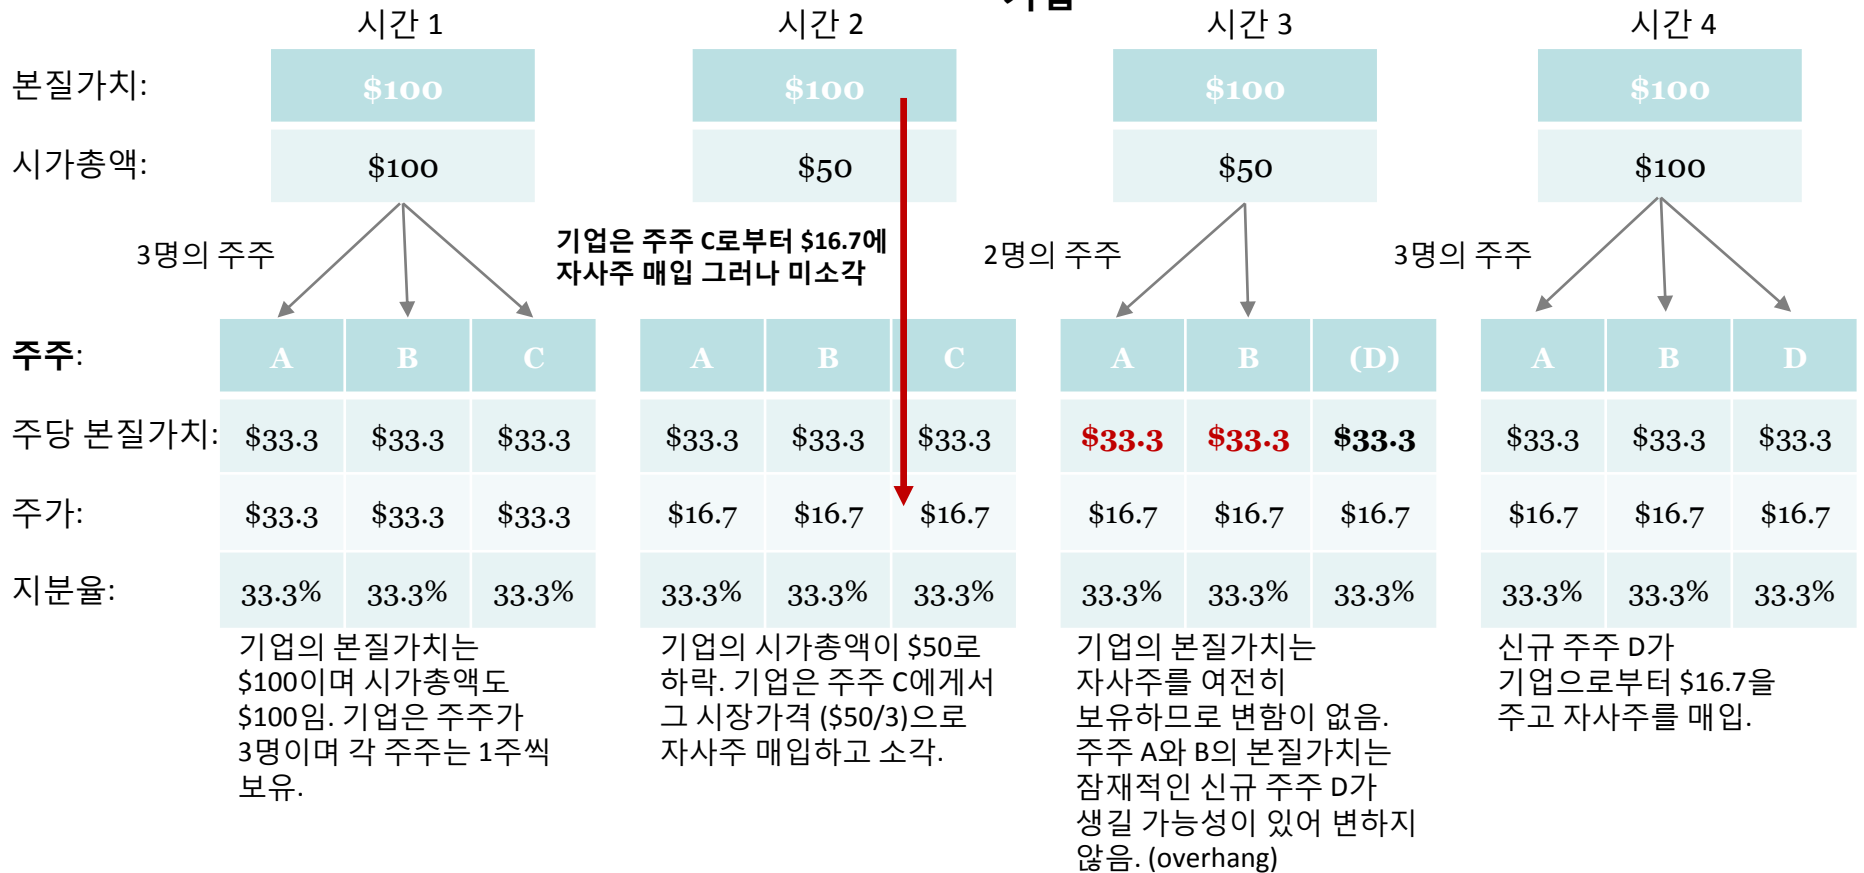 시간 1
시간 2
시간 3
시간 4
본질가치:
$100
$100
$100
$100
시가총액:
$100
$50
$50
$100
3명의 주주
기업은 주주 C로부터 $16.7에
자사주 매입 그러나 미소각
2명의 주주
3명의 주주
주주:
A B C
A B C
A B (D)
A B D
주당 본질가치:
$33.3 $33.3 $33.3
$33.3 $33.3 $33.3
$33.3 $33.3 $33.3
$33.3 $33.3 $33.3
주가:
$33.3 $33.3 $33.3
$16.7 $16.7 $16.7
$16.7 $16.7 $16.7
$16.7 $16.7 $16.7
지분율:
33.3% 33.3% 33.3%
33.3% 33.3% 33.3%
33.3% 33.3% 33.3%
33.3% 33.3% 33.3%
기업의 본질가치는
$100이며 시가총액도
$100임. 기업은 주주가
3명이며 각 주주는 1주씩
보유.
기업의 시가총액이 $50로
하락. 기업은 주주 C에게서
그 시장가격 ($50/3)으로
자사주 매입하고 소각.
기업의 본질가치는
자사주를 여전히
보유하므로 변함이 없음.
주주 A와 B의 본질가치는
잠재적인 신규 주주 D가
생길 가능성이 있어 변하지
않음. (overhang)
신규 주주 D가
기업으로부터 $16.7을
주고 자사주를 매입.